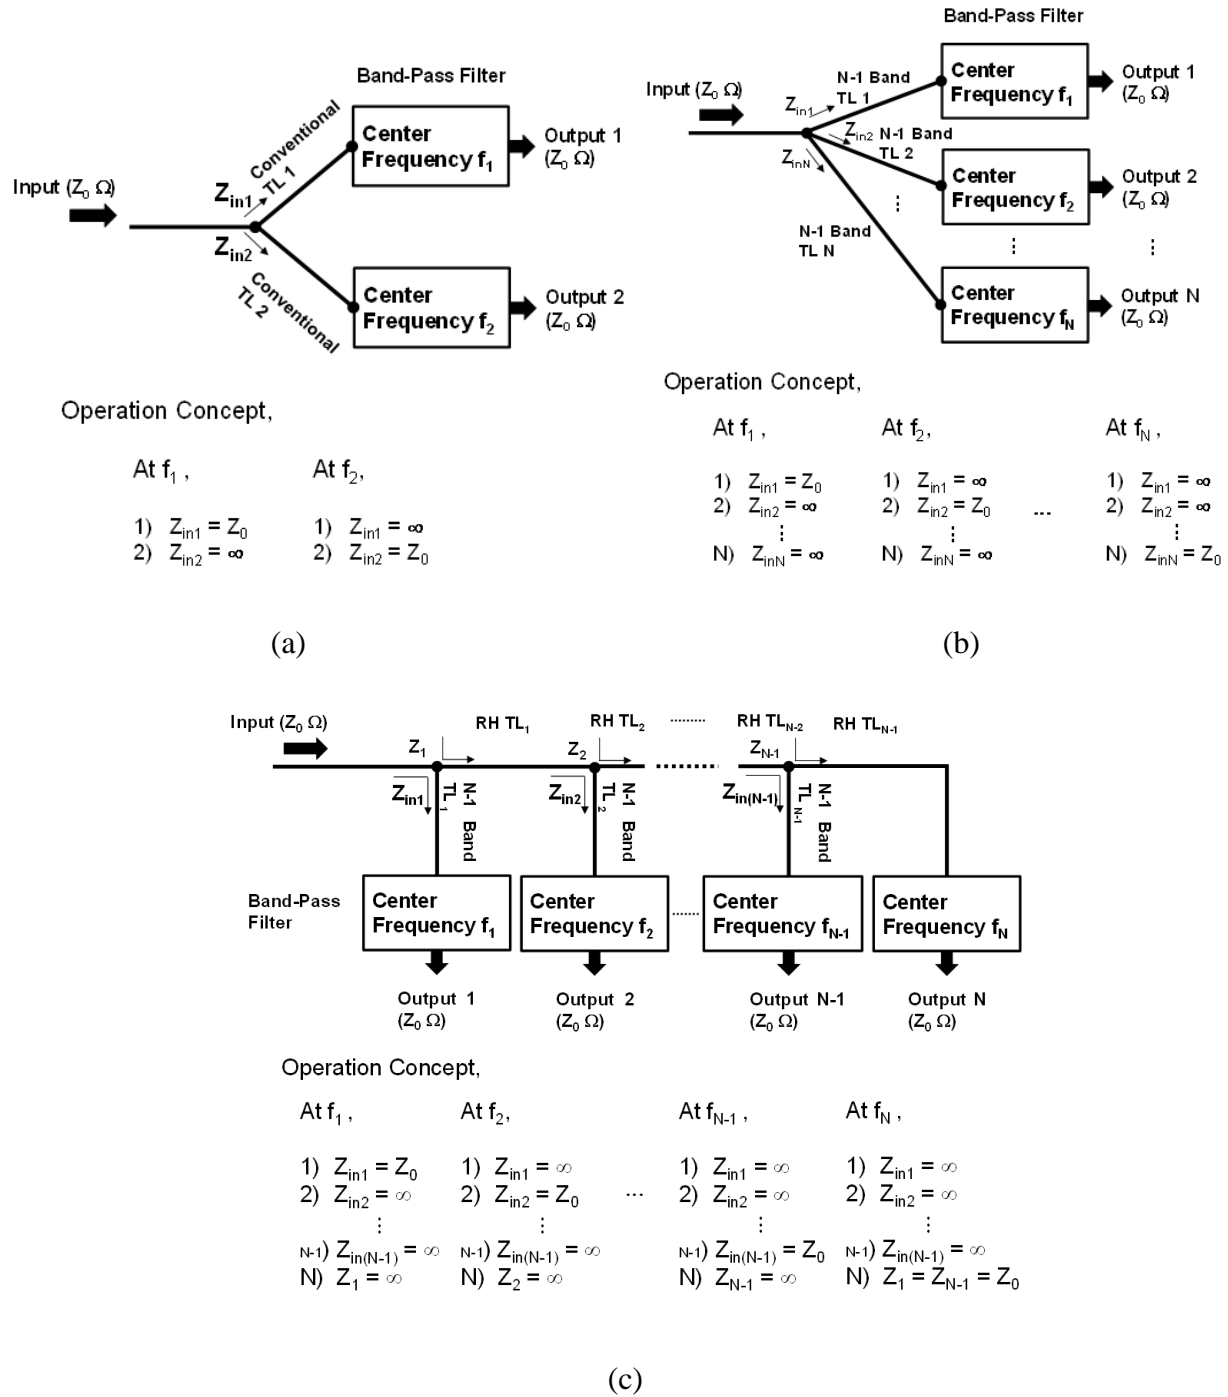 Band-Pass Filter
Input (Z0 Ω)
Conventional
TL 1
Zin1
Zin2
Conventional
TL 2
Center
Frequency f1
Output 1
(Z0 Ω)
Center
Frequency f2
Output 2
(Z0 Ω)
Operation Concept,
At f1 ,
1) Zin1 = Z0
2) Zin2 = ∞
At f2,
1) Zin1 = ∞
2) Zin2 = Z0
(a)
Band-Pass Filter
Input (Z0 Ω)
N-1 Band
TL 1
Zin1
Zin2
N-1 Band
TL 2
ZinN
N-1 Band
TL N
Center
Frequency f1
Output 1
(Z0 Ω)
Center
Frequency f2
Output 2
(Z0 Ω)
Center
Frequency fN
Output N
(Z0 Ω)
Operation Concept,
At f1 ,
1) Zin1 = Z0
2) Zin2 = ∞
N) ZinN = ∞
At f2,
1) Zin1 = ∞
2) Zin2 = Z0
N) ZinN = ∞
...
At fN ,
1) Zin1 = ∞
2) Zin2 = ∞
N) ZinN = Z0
(b)
Input (Z0 Ω)
RH TL1
RH TL2
RH TLN-2
RH TLN-1
Z1
Z2
ZN-1
Zin1
N-1 Band
TL 1
Zin2
N-1 Band
TL 2
Zin(N-1)
N-1 Band
TL N-1
Band-Pass
Filter
Center
Frequency f1
Center
Frequency f2
Center
Frequency fN-1
Center
Frequency fN
Output 1
(Z0 Ω)
Output 2
(Z0 Ω)
Output N-1
(Z0 Ω)
Output N
(Z0 Ω)
Operation Concept,
At f1 ,
1) Zin1 = Z0
2) Zin2 = ∞
N-1) Zin(N-1) = ∞
N) Z1 = ∞
At f2,
1) Zin1 = ∞
2) Zin2 = Z0
N-1) Zin(N-1) = ∞
N) Z2 = ∞
...
At fN-1 ,
1) Zin1 = ∞
2) Zin2 = ∞
N-1) Zin(N-1) = Z0
N) ZN-1 = ∞
At fN ,
1) Zin1 = ∞
2) Zin2 = ∞
N-1) Zin(N-1) = ∞
N) Z1 = ZN-1 = Z0
(c)